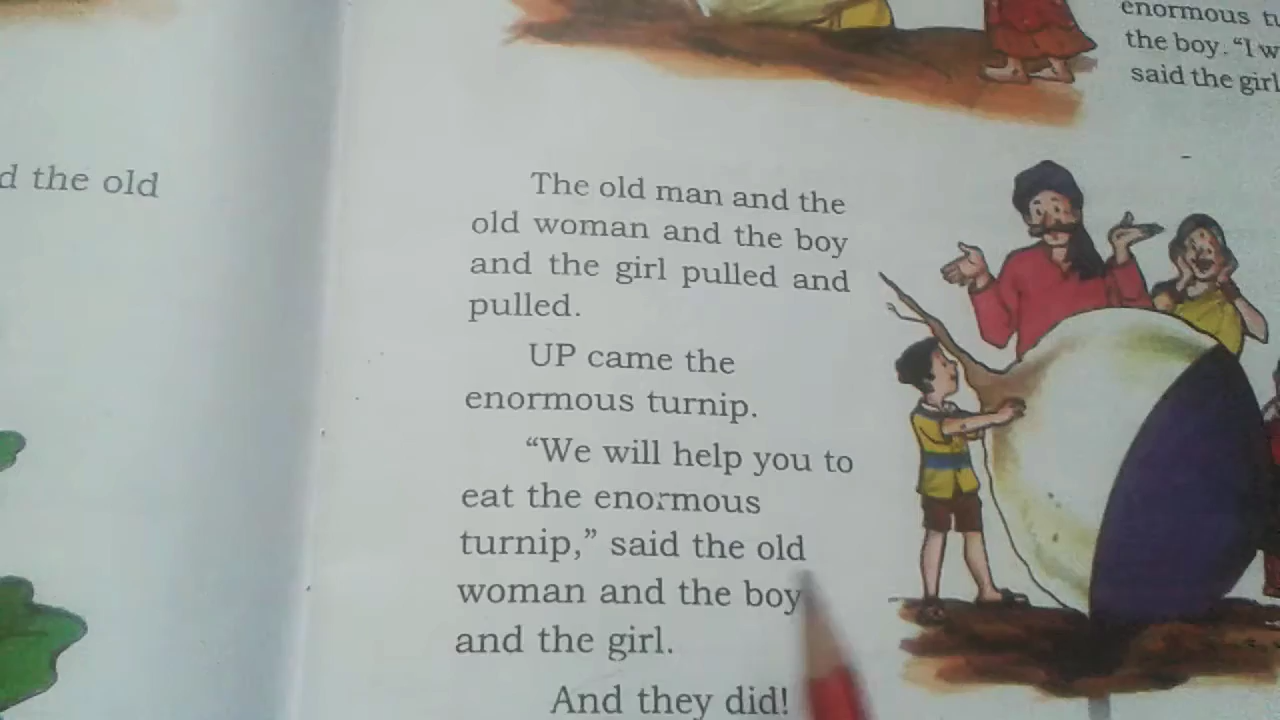 d the old
enormous tu
the boy. "I w
said the girl
The old man and the
old woman and the boy
and the girl pulled and
pulled.
UP came the
enormous turnip.
“We will help you to
eat the enormous
turnip,” said the old
woman and the boy
and the girl.
And they did!